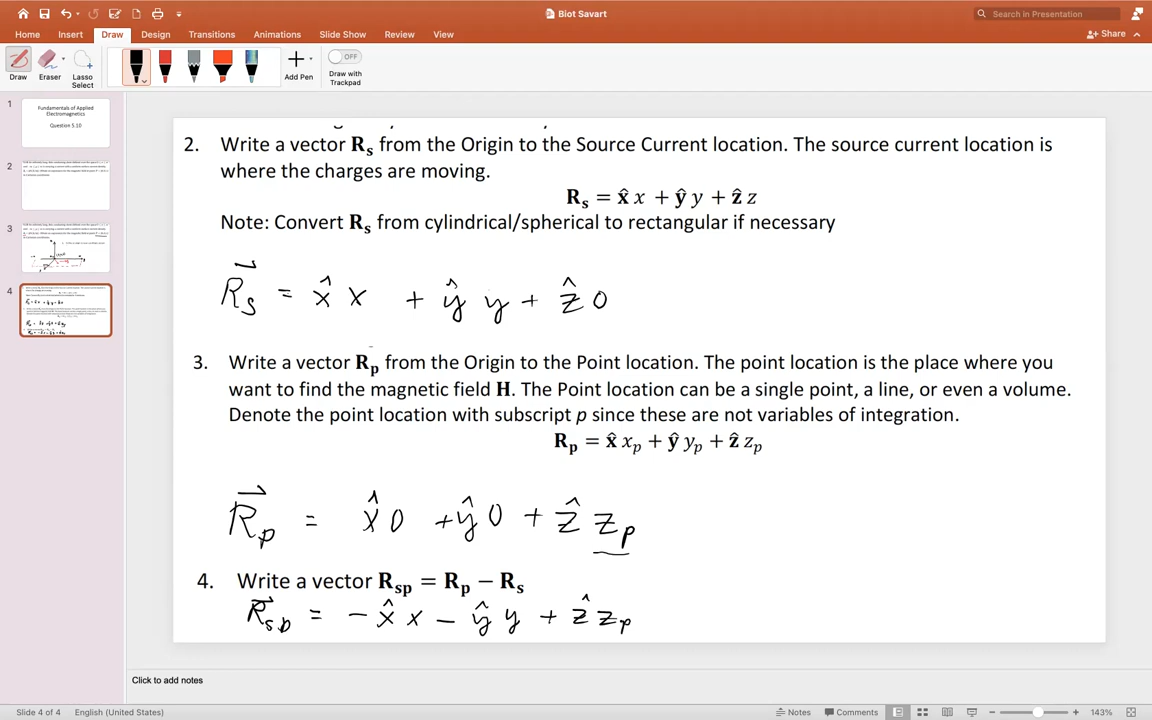 Biot Savart
Search in Presentation
Home Insert Draw Design Transitions Animations Slide Show Review View
Share
Draw Eraser Lasso Select Add Pen OFF Draw with Trackpad
1
Fundamentals of Applied
Electromagnetics
Question 5.10
2
3
4
2. Write a vector Rₛ from the Origin to the Source Current location. The source current location is
where the charges are moving.
Rₛ = x̂ x + ŷ y + ẑ z
Note: Convert Rₛ from cylindrical/spherical to rectangular if necessary
R⃗s = x̂ x + ŷ y + ẑ 0
3. Write a vector Rₚ from the Origin to the Point location. The point location is the place where you
want to find the magnetic field H. The Point location can be a single point, a line, or even a volume.
Denote the point location with subscript p since these are not variables of integration.
Rₚ = x̂ xₚ + ŷ yₚ + ẑ zₚ
R⃗p = x̂ 0 + ŷ 0 + ẑ zp
4. Write a vector Rₛₚ = Rₚ − Rₛ
R⃗sp = − x̂ x − ŷ y + ẑ zp
Click to add notes
Slide 4 of 4 English (United States) Notes Comments 143%